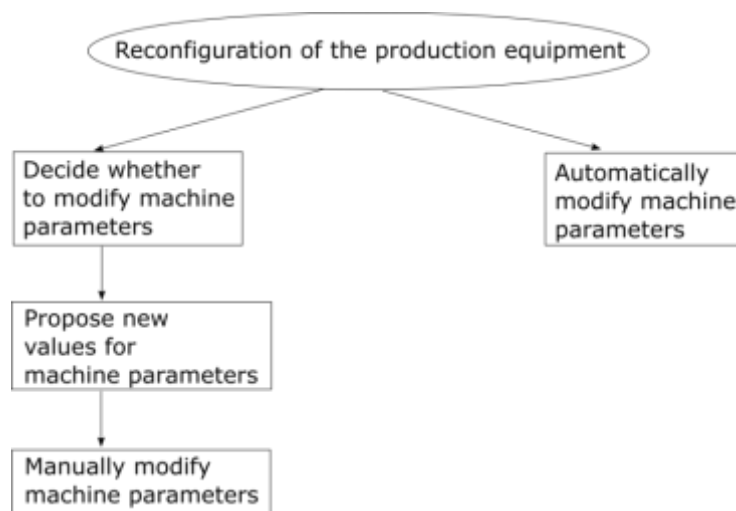 Reconfiguration of the production equipment
Decide whether
to modify machine
parameters
Automatically
modify machine
parameters
Propose new
values for
machine parameters
Manually modify
machine parameters